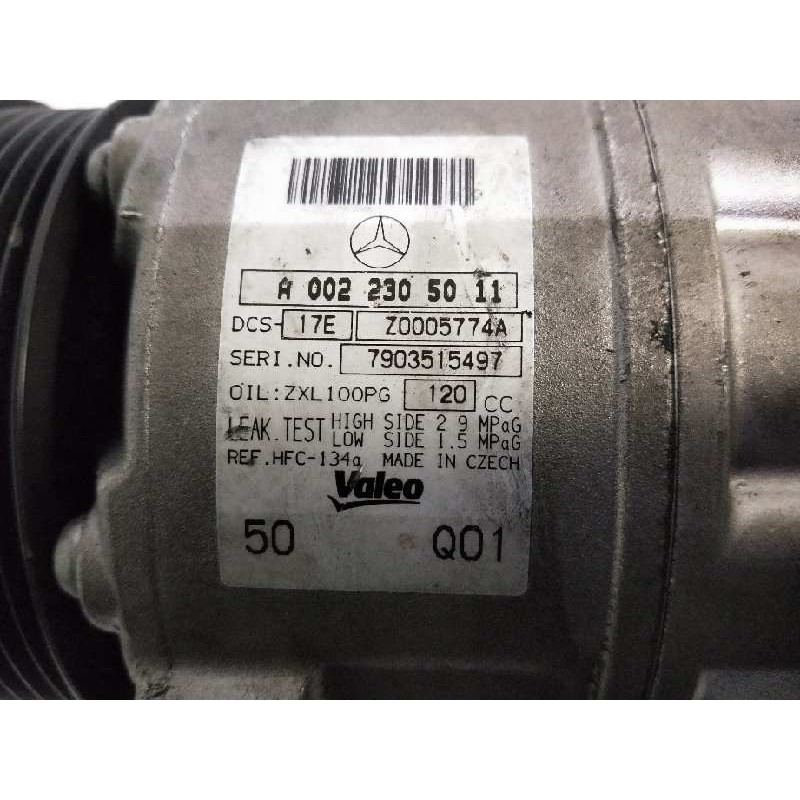 A 002 230 50 11
DCS-17E Z0005774A
SERI.NO. 7903515497
OIL:ZXL100PG 120 CC
LEAK.TEST HIGH SIDE 2.9 MPaG
LOW SIDE 1.5 MPaG
REF.HFC-134a MADE IN CZECH
Valeo
50 Q01